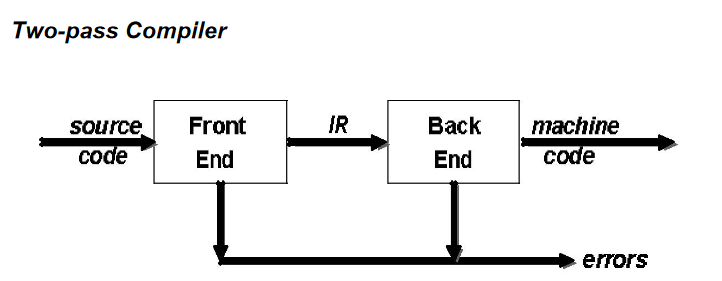 Two-pass Compiler
source
code
Front
End
IR
Back
End
machine
code
errors